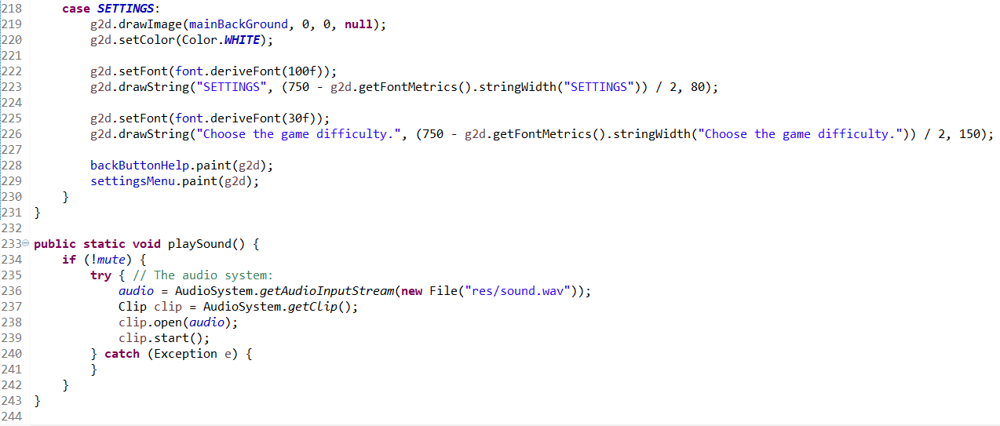 218     case SETTINGS:
219         g2d.drawImage(mainBackGround, 0, 0, null);
220         g2d.setColor(Color.WHITE);
221
222         g2d.setFont(font.deriveFont(100f));
223         g2d.drawString("SETTINGS", (750 - g2d.getFontMetrics().stringWidth("SETTINGS")) / 2, 80);
224
225         g2d.setFont(font.deriveFont(30f));
226         g2d.drawString("Choose the game difficulty.", (750 - g2d.getFontMetrics().stringWidth("Choose the game difficulty.")) / 2, 150);
227
228         backButtonHelp.paint(g2d);
229         settingsMenu.paint(g2d);
230     }
231 }
232
233 public static void playSound() {
234     if (!mute) {
235         try { // The audio system:
236             audio = AudioSystem.getAudioInputStream(new File("res/sound.wav"));
237             Clip clip = AudioSystem.getClip();
238             clip.open(audio);
239             clip.start();
240         } catch (Exception e) {
241         }
242     }
243 }
244